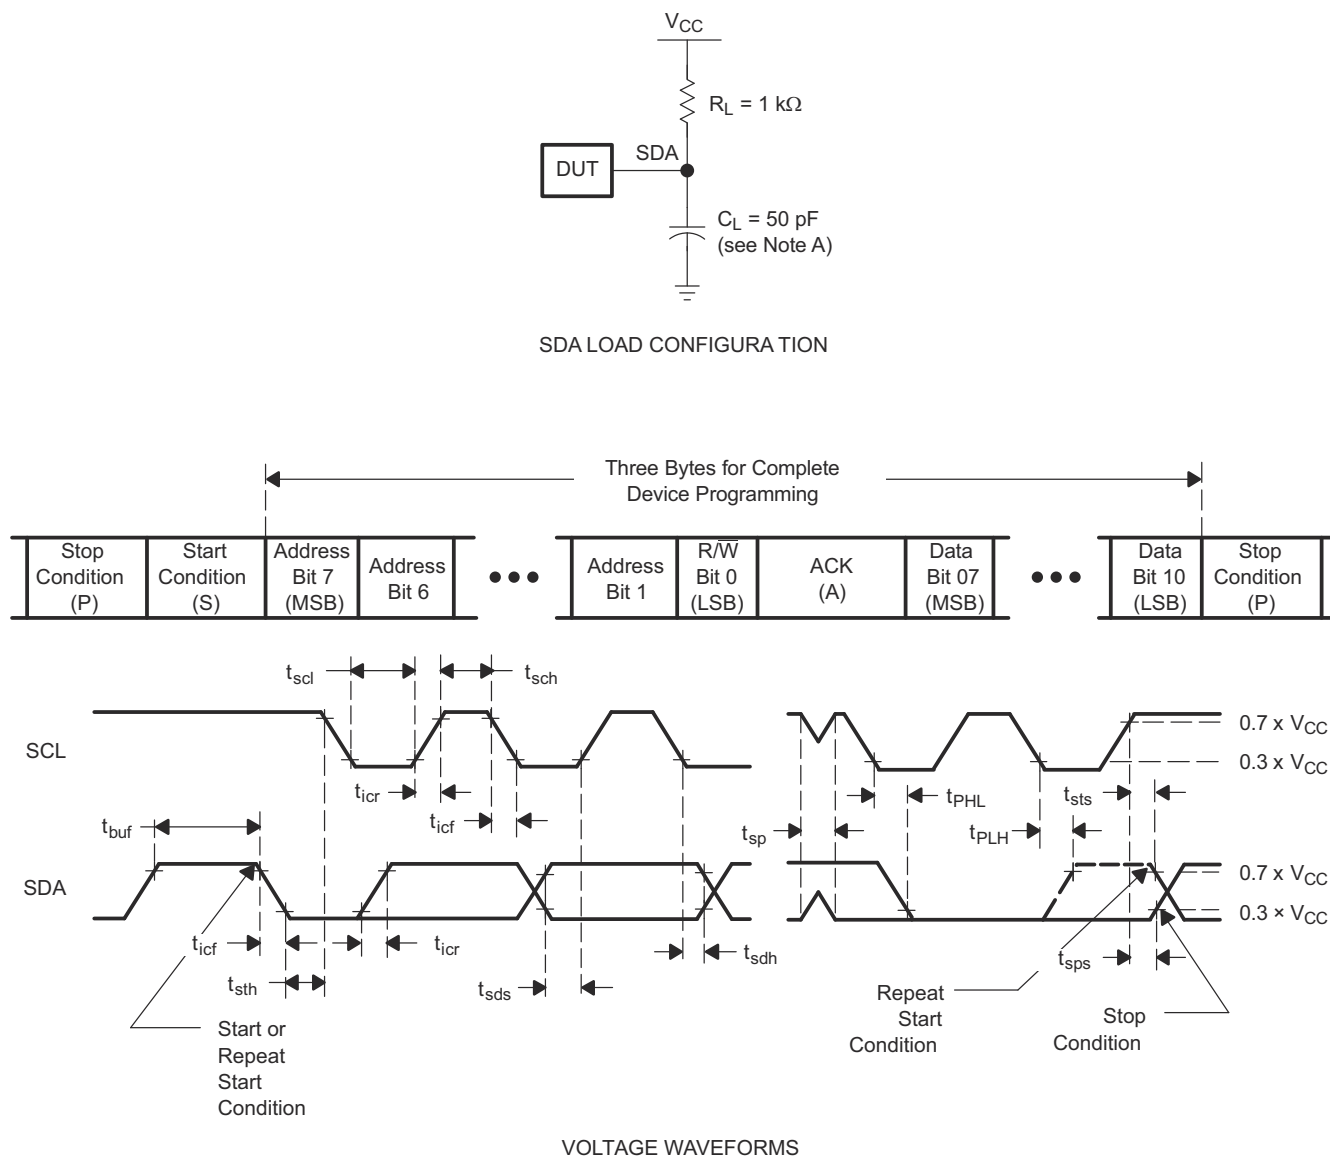 V_CC
R_L = 1 kΩ
DUT
SDA
C_L = 50 pF
(see Note A)
SDA LOAD CONFIGURA TION
Three Bytes for Complete
Device Programming
Stop
Condition
(P)
Start
Condition
(S)
Address
Bit 7
(MSB)
Address
Bit 6
Address
Bit 1
R/W̅
Bit 0
(LSB)
ACK
(A)
Data
Bit 07
(MSB)
Data
Bit 10
(LSB)
Stop
Condition
(P)
t_scl
t_sch
SCL
0.7 x V_CC
0.3 x V_CC
t_icr
t_icf
t_buf
t_PHL
t_sts
t_sp
t_PLH
SDA
0.7 x V_CC
0.3 × V_CC
t_icf
t_icr
t_sdh
t_sps
t_sth
t_sds
Start or
Repeat
Start
Condition
Repeat
Start
Condition
Stop
Condition
VOLTAGE WAVEFORMS